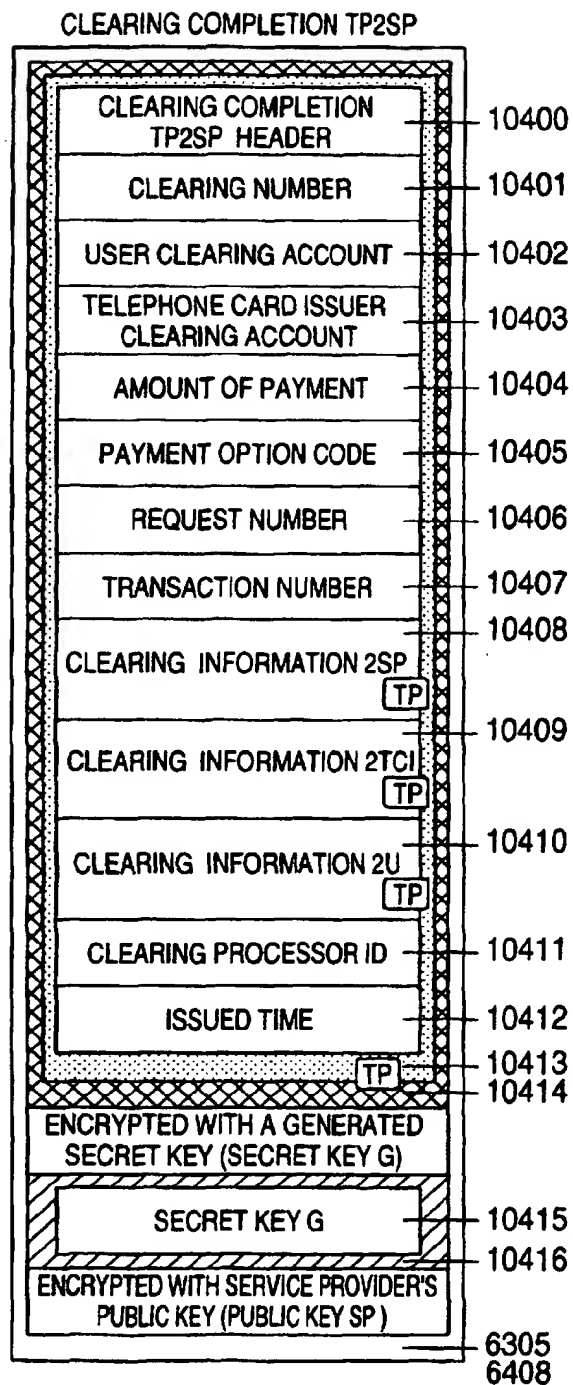 CLEARING COMPLETION TP2SP
CLEARING COMPLETION
TP2SP HEADER
10400
CLEARING NUMBER
10401
USER CLEARING ACCOUNT
10402
TELEPHONE CARD ISSUER
CLEARING ACCOUNT
10403
AMOUNT OF PAYMENT
10404
PAYMENT OPTION CODE
10405
REQUEST NUMBER
10406
TRANSACTION NUMBER
10407
10408
CLEARING INFORMATION 2SP
TP
10409
CLEARING INFORMATION 2TCI
TP
10410
CLEARING INFORMATION 2U
TP
CLEARING PROCESSOR ID
10411
ISSUED TIME
10412
10413
TP
10414
ENCRYPTED WITH A GENERATED
SECRET KEY (SECRET KEY G)
SECRET KEY G
10415
10416
ENCRYPTED WITH SERVICE PROVIDER'S
PUBLIC KEY (PUBLIC KEY SP)
6305
6408